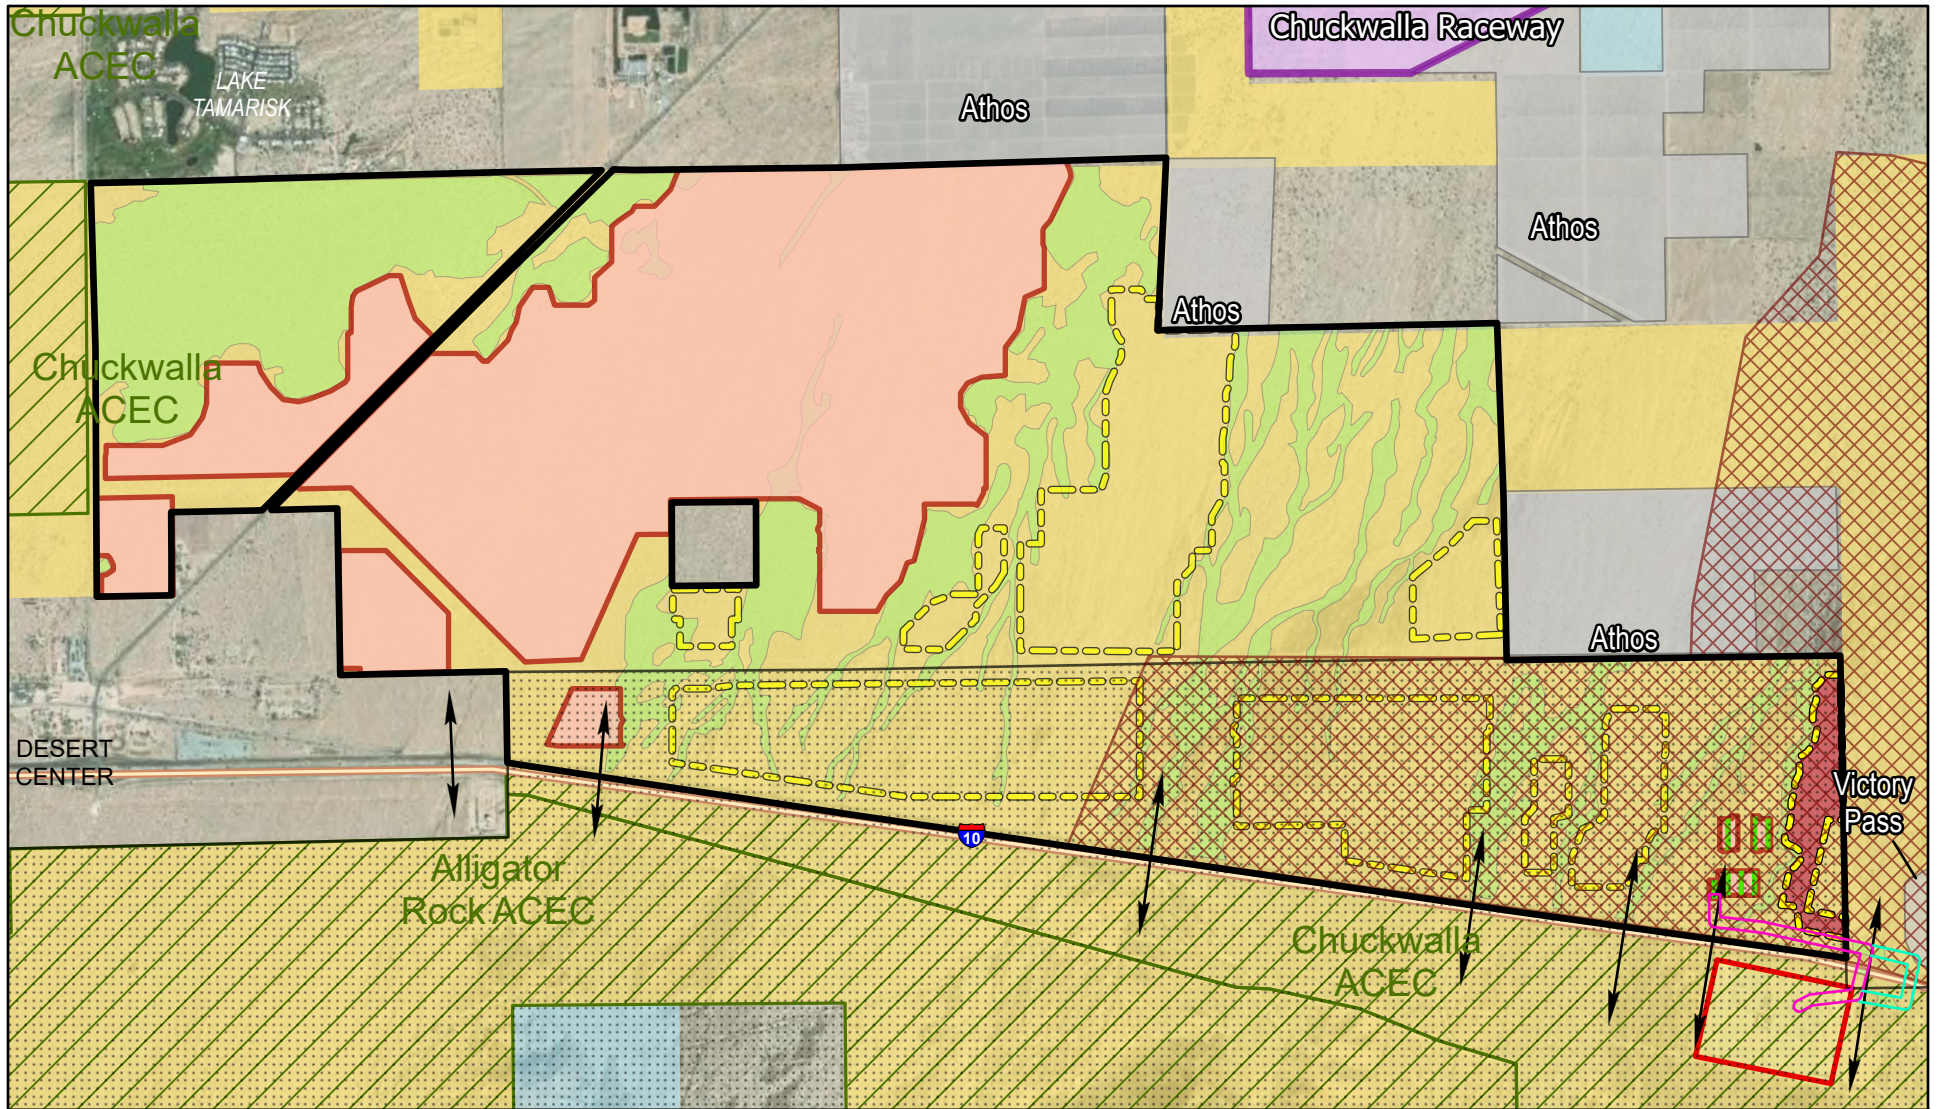 Chuckwalla
ACEC
LAKE
TAMARISK
Athos
Chuckwalla Raceway
Athos
Athos
Chuckwalla
ACEC
Athos
DESERT
CENTER
10
Victory
Pass
Alligator
Rock ACEC
Chuckwalla
ACEC